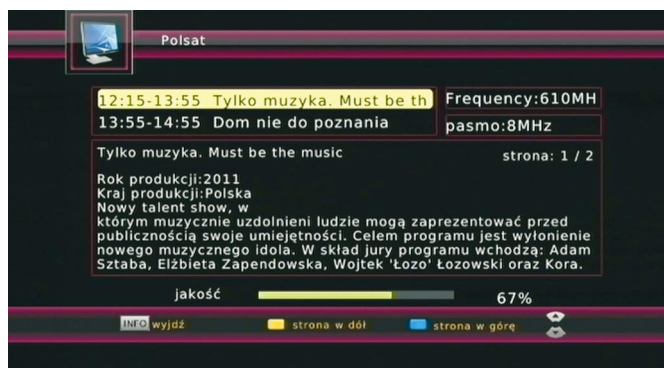 Polsat
12:15-13:55 Tylko muzyka. Must be th
Frequency:610MH
13:55-14:55 Dom nie do poznania
pasmo:8MHz
Tylko muzyka. Must be the music
strona: 1 / 2
Rok produkcji:2011
Kraj produkcji:Polska
Nowy talent show, w
którym muzycznie uzdolnieni ludzie mogą zaprezentować przed
publicznością swoje umiejętności. Celem programu jest wyłonienie
nowego muzycznego idola. W skład jury programu wchodzą: Adam
Sztaba, Elżbieta Zapendowska, Wojtek 'Łozo' Łozowski oraz Kora.
jakość
67%
INFO wyjdź
strona w dół
strona w górę